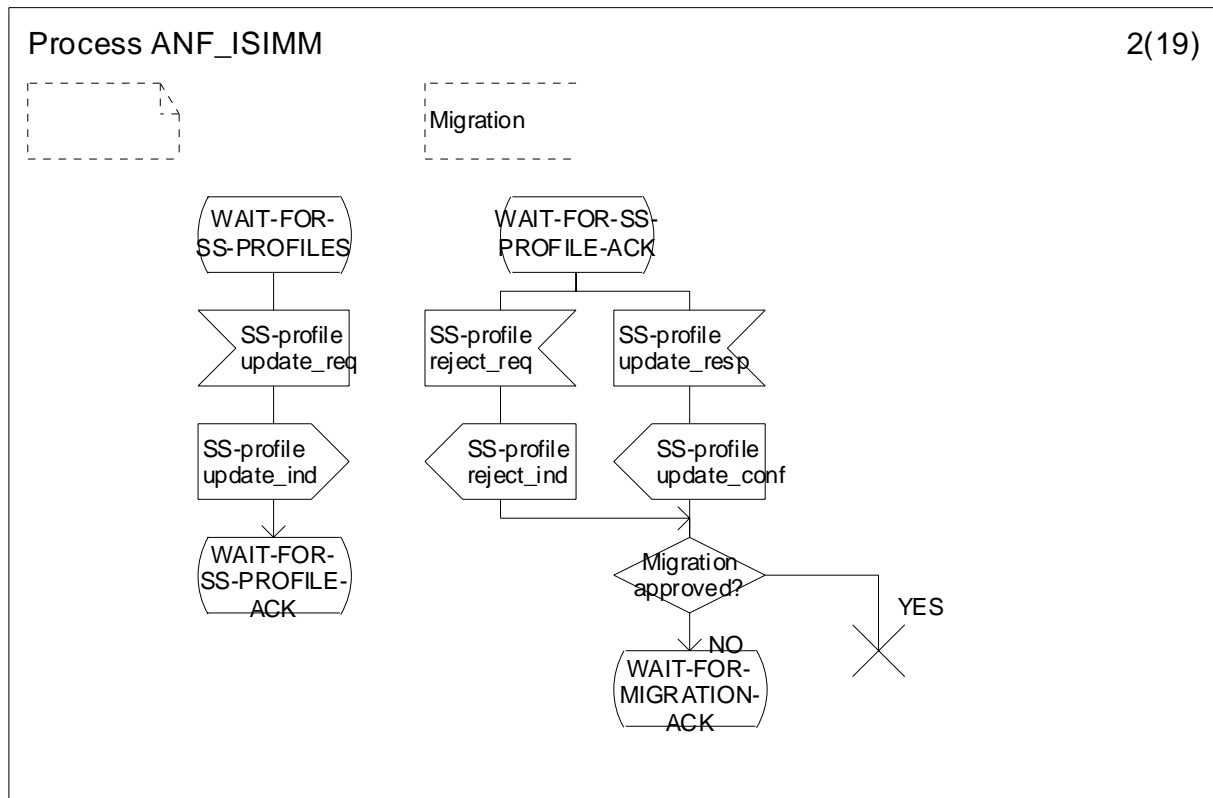 Process ANF_ISIMM
2(19)
Migration
WAIT-FOR-
SS-PROFILES
SS-profile
update_req
SS-profile
update_ind
WAIT-FOR-
SS-PROFILE-
ACK
WAIT-FOR-SS-
PROFILE-ACK
SS-profile
reject_req
SS-profile
reject_ind
SS-profile
update_resp
SS-profile
update_conf
Migration
approved?
YES
NO
WAIT-FOR-
MIGRATION-
ACK